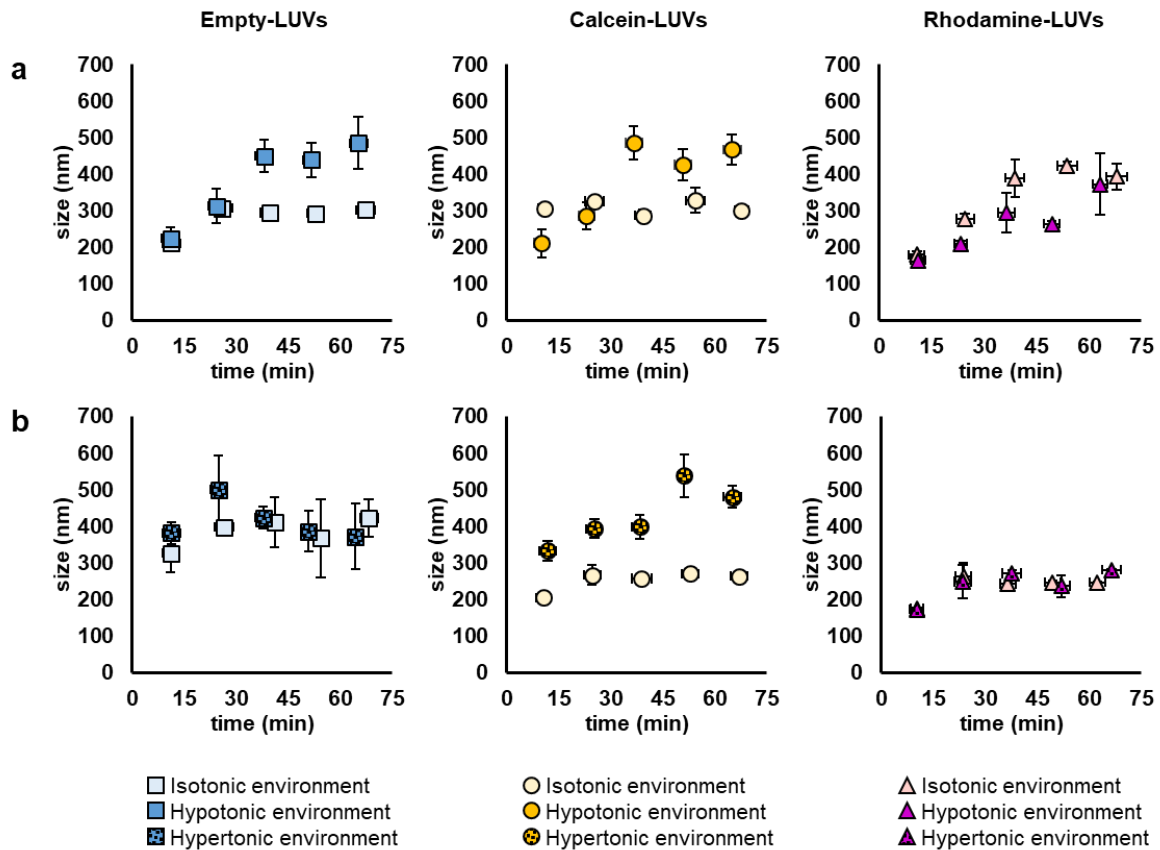 Empty-LUVs Calcein-LUVs Rhodamine-LUVs
a
700 700 700
600 600 600
500 500 500
400 400 400
300 300 300
200 200 200
100 100 100
0 0 0
size (nm) size (nm) size (nm)
0 15 30 45 60 75 0 15 30 45 60 75 0 15 30 45 60 75
time (min) time (min) time (min)
b
700 700 700
600 600 600
500 500 500
400 400 400
300 300 300
200 200 200
100 100 100
0 0 0
size (nm) size (nm) size (nm)
0 15 30 45 60 75 0 15 30 45 60 75 0 15 30 45 60 75
time (min) time (min) time (min)
Isotonic environment Isotonic environment Isotonic environment
Hypotonic environment Hypotonic environment Hypotonic environment
Hypertonic environment Hypertonic environment Hypertonic environment